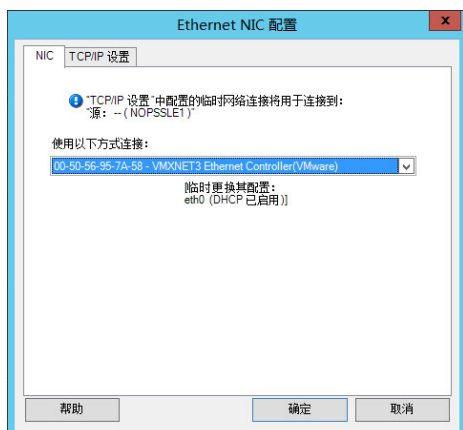 Ethernet NIC 配置
x
NIC
TCP/IP 设置
"TCP/IP 设置"中配置的临时网络连接将用于连接到：
"源： -- ( NOPSSLE1 )"
使用以下方式连接：
00-50-56-95-7A-58 - VMXNET3 Ethernet Controller(VMware)
[临时更换其配置：
eth0 (DHCP 已启用)]
帮助
确定
取消